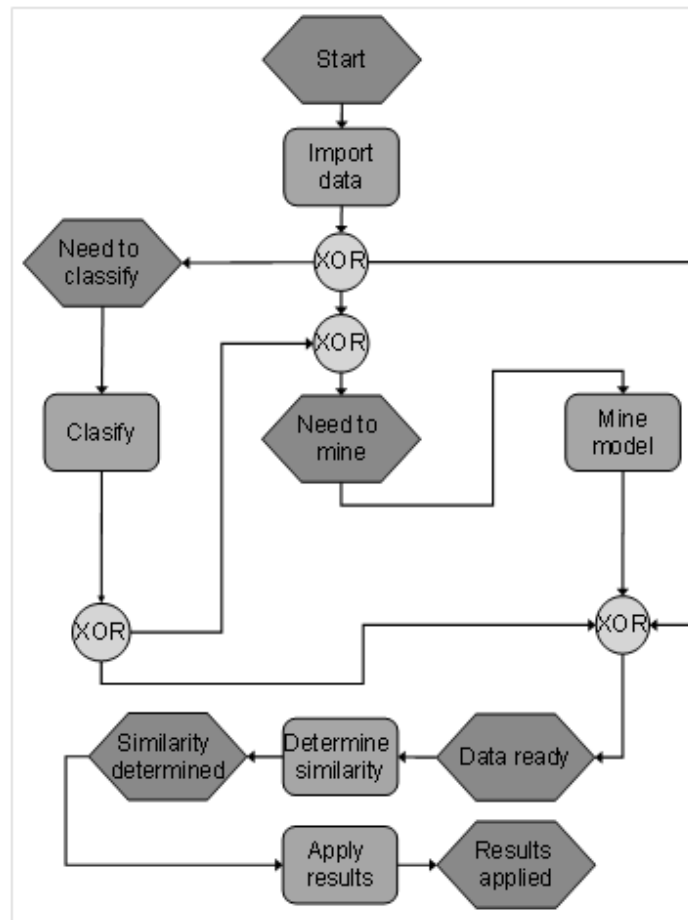 Start
Import
data
Need to
classify
XOR
XOR
Clasify
Need to
mine
Mine
model
XOR
XOR
Similarity
determined
Determine
similarity
Data ready
Apply
results
Results
applied